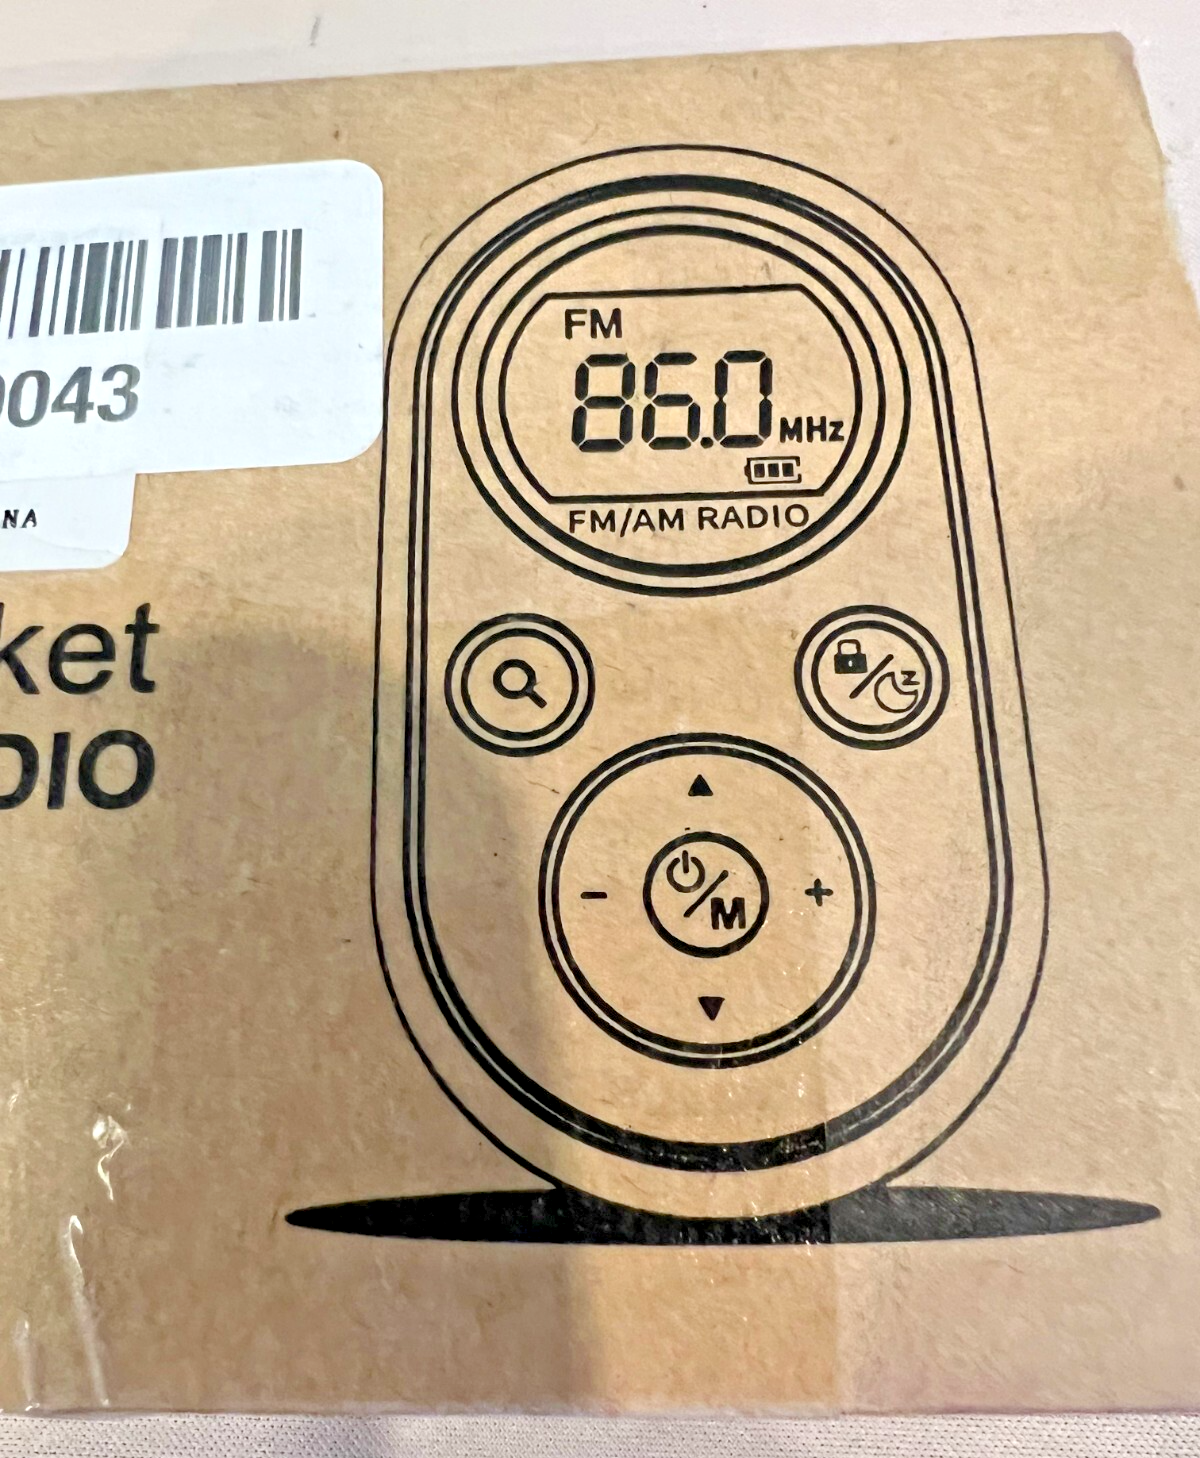 0043
NA
ket
DIO
FM
86.0 MHz
FM/AM RADIO
z
- +
M